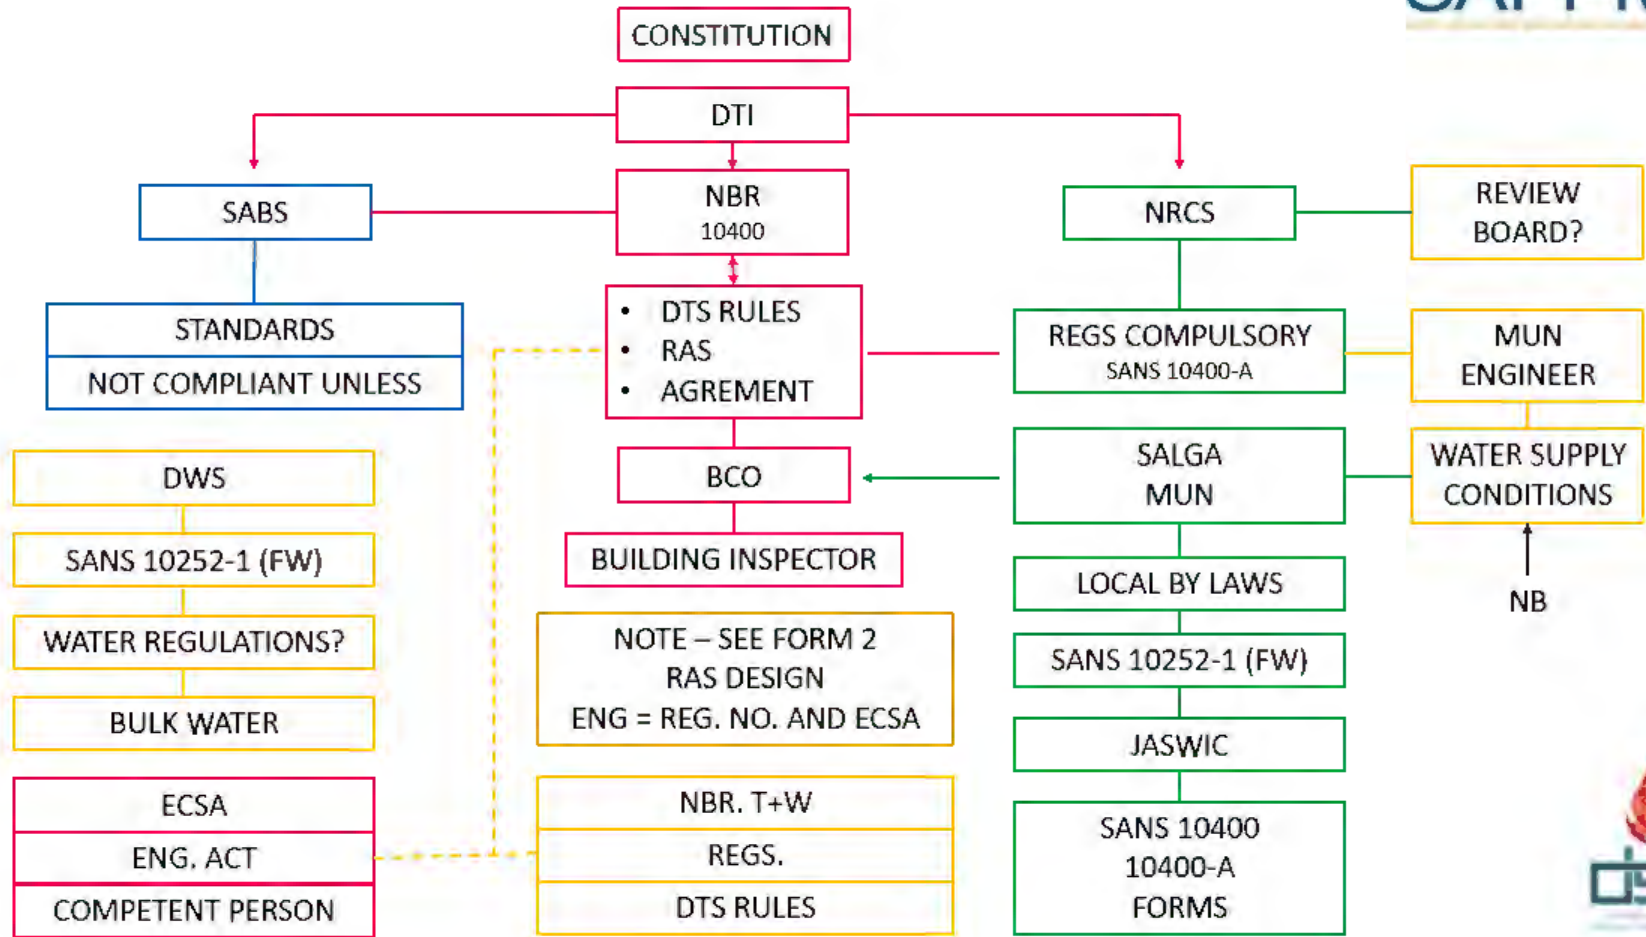 CONSTITUTION
DTI
SABS
NBR
10400
NRCS
REVIEW
BOARD?
STANDARDS
NOT COMPLIANT UNLESS
• DTS RULES
• RAS
• AGREMENT
REGS COMPULSORY
SANS 10400-A
MUN
ENGINEER
DWS
BCO
SALGA
MUN
WATER SUPPLY
CONDITIONS
SANS 10252-1 (FW)
BUILDING INSPECTOR
LOCAL BY LAWS
NB
WATER REGULATIONS?
NOTE – SEE FORM 2
RAS DESIGN
ENG = REG. NO. AND ECSA
SANS 10252-1 (FW)
BULK WATER
JASWIC
ECSA
ENG. ACT
COMPETENT PERSON
NBR. T+W
REGS.
DTS RULES
SANS 10400
10400-A
FORMS